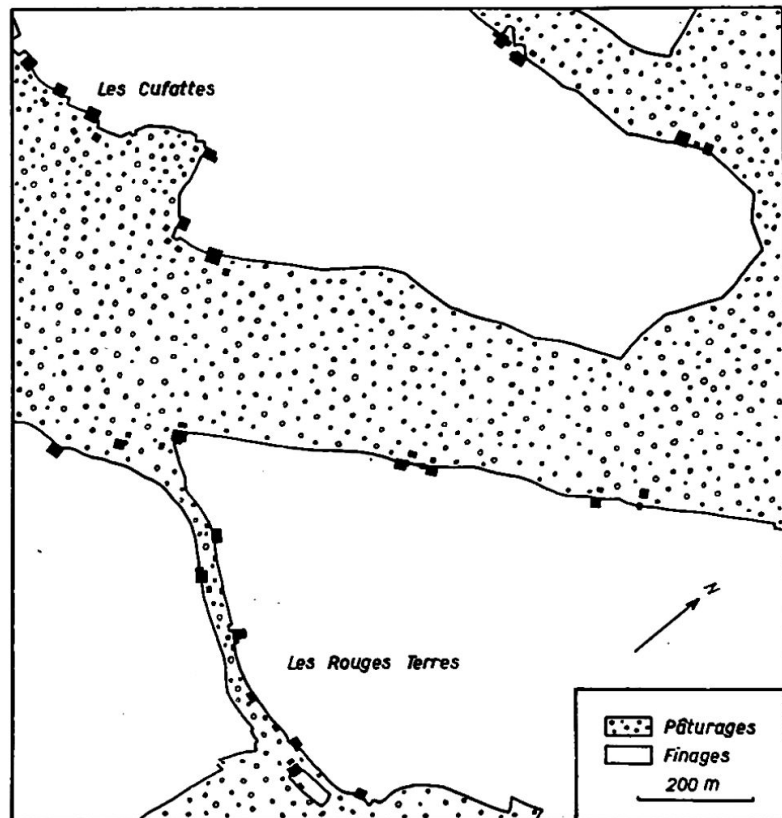 Les Cufattes
N
Les Rouges Terres
Pâturages
Finages
200 m